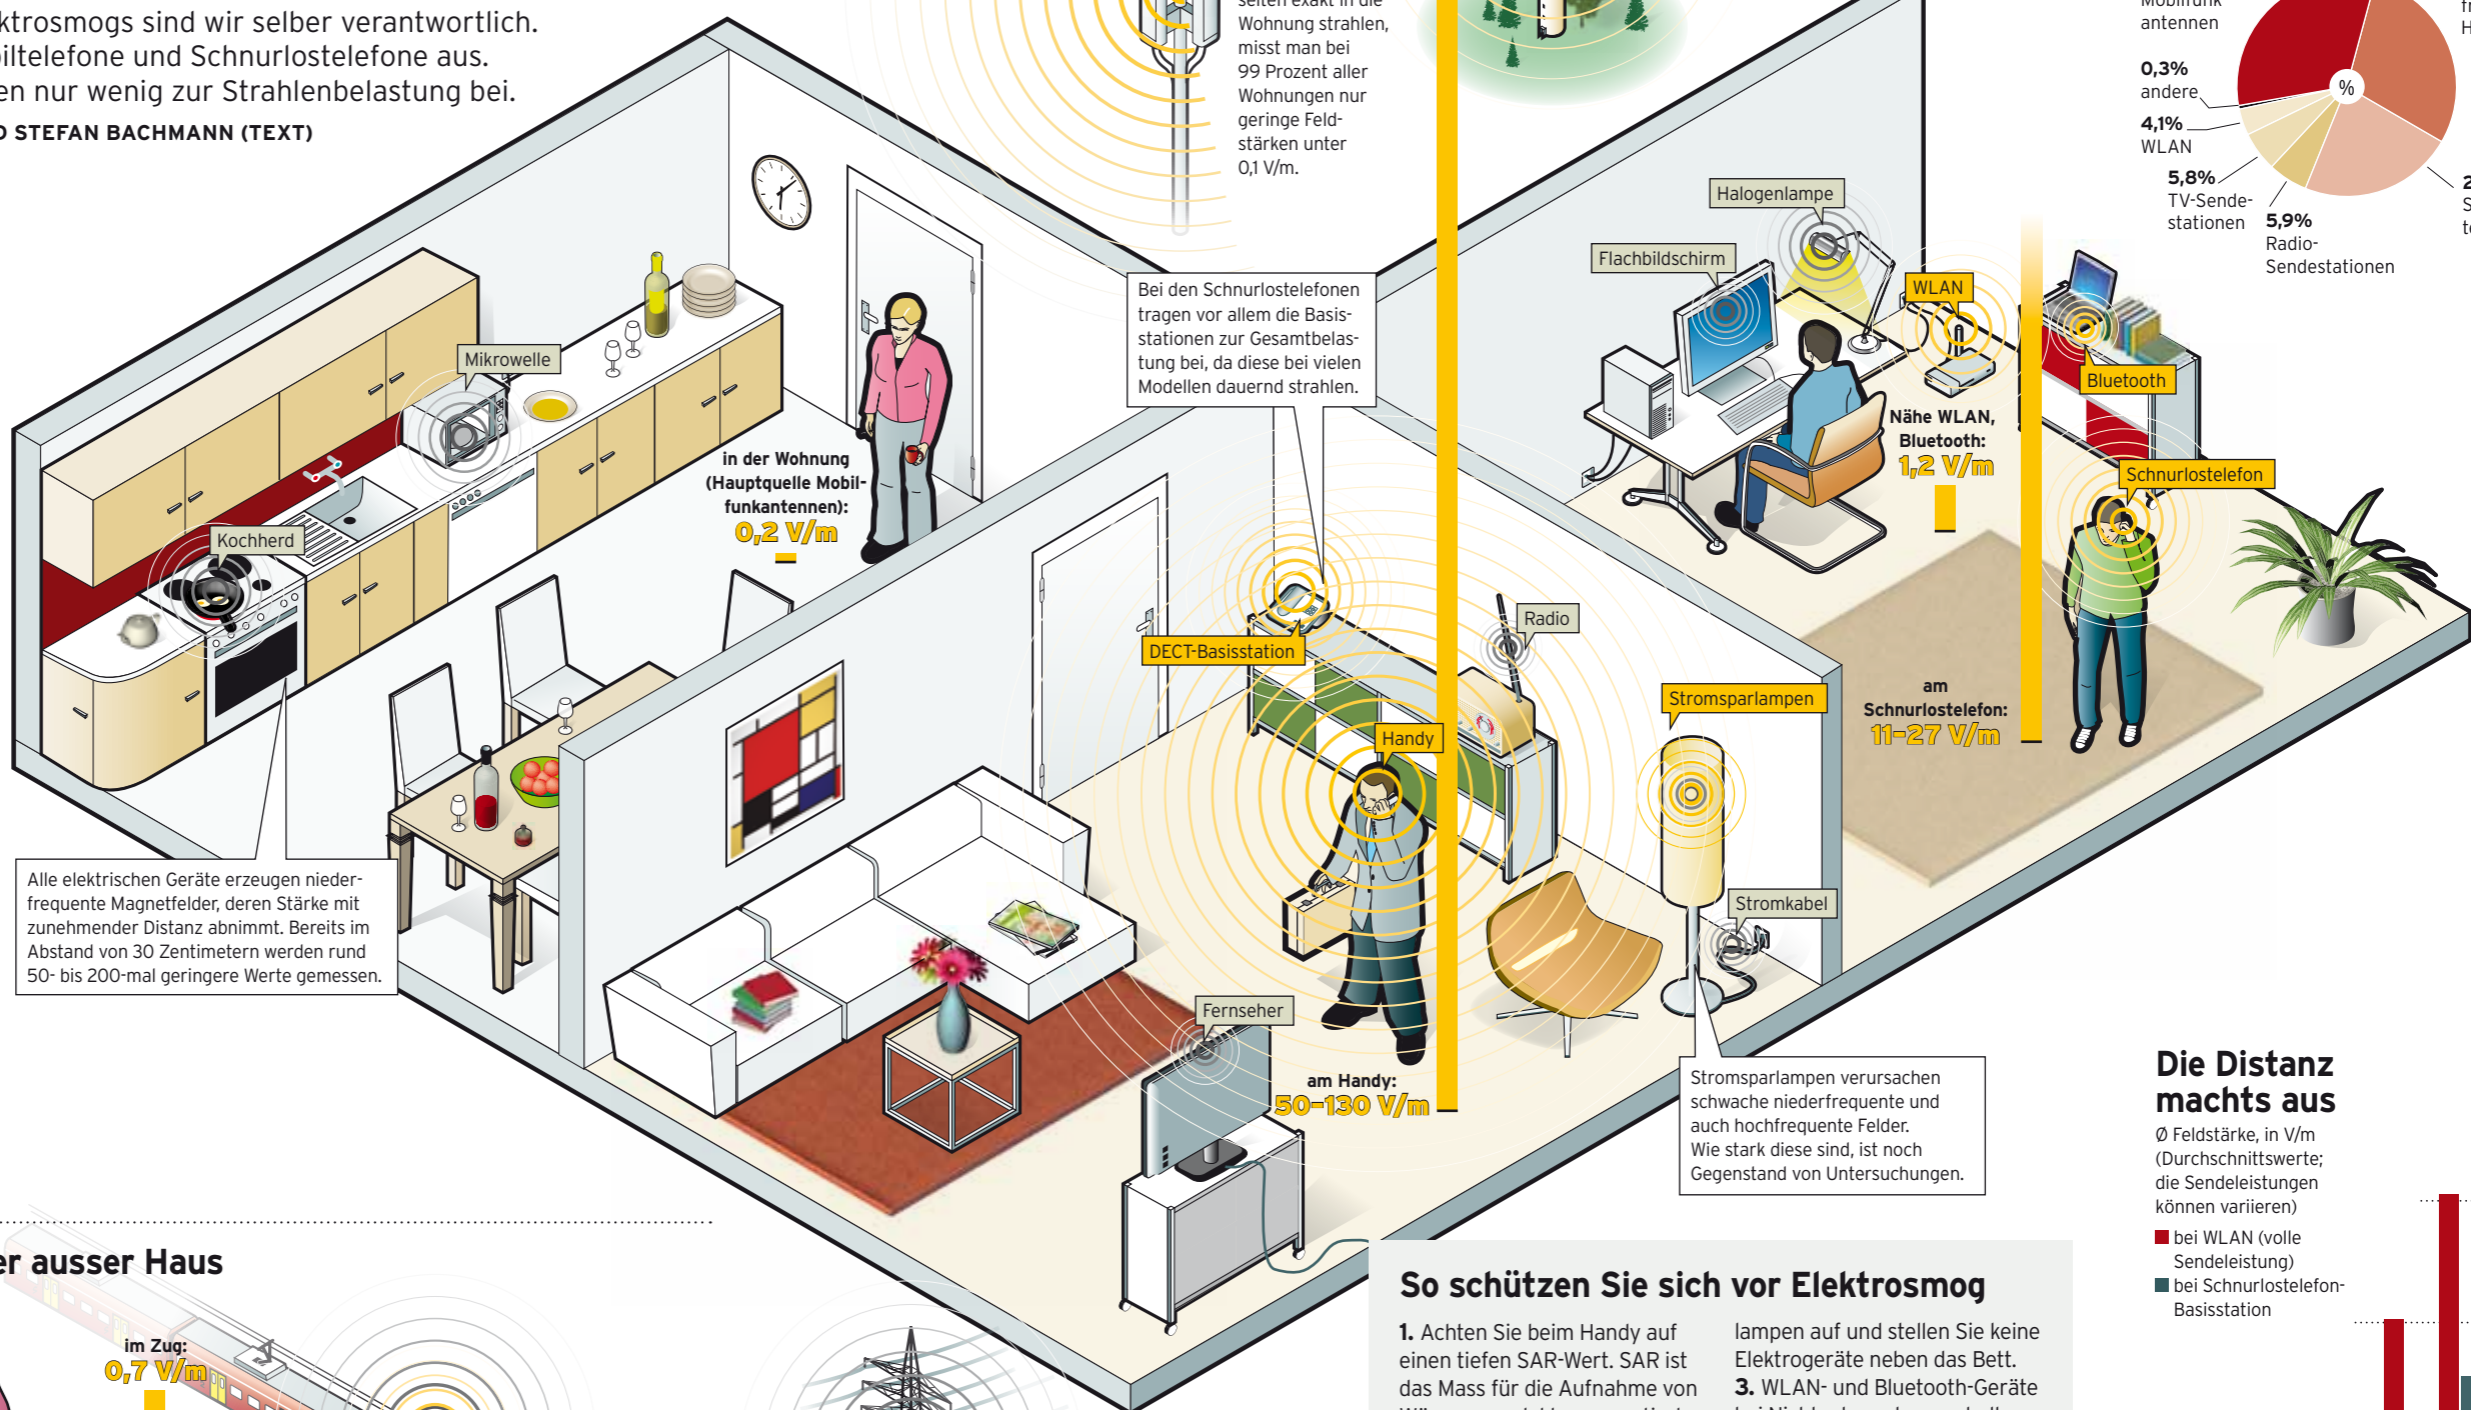 ktrosmogs sind wir selber verantwortlich.
biltelefone und Schnurlostelefone aus.
en nur wenig zur Strahlenbelastung bei.
STEFAN BACHMANN (TEXT)
seiten exakt in die
Wohnung strahlen,
misst man bei
99 Prozent aller
Wohnungen nur
geringe Feld-
stärken unter
0,1 V/m.
Mobilfunk
antennen
0,3%
andere
4,1%
WLAN
5,8%
TV-Sende-
stationen
5,9%
Radio-
Sendestationen
%
Halogenlampe
Flachbildschirm
WLAN
Bluetooth
Nähe WLAN,
Bluetooth:
1,2 V/m
Schnurlostelefon
am
Schnurlostelefon:
11–27 V/m
Bei den Schnurlostelefonen
tragen vor allem die Basis-
stationen zur Gesamtbelas-
tung bei, da diese bei vielen
Modellen dauernd strahlen.
Mikrowelle
Kochherd
in der Wohnung
(Hauptquelle Mobil-
funkantennen):
0,2 V/m
DECT-Basisstation
Radio
Handy
Stromsparlampen
Stromkabel
Fernseher
am Handy:
50–130 V/m
Alle elektrischen Geräte erzeugen nieder-
frequente Magnetfelder, deren Stärke mit
zunehmender Distanz abnimmt. Bereits im
Abstand von 30 Zentimetern werden rund
50- bis 200-mal geringere Werte gemessen.
Stromsparlampen verursachen
schwache niederfrequente und
auch hochfrequente Felder.
Wie stark diese sind, ist noch
Gegenstand von Untersuchungen.
Die Distanz
machts aus
Ø Feldstärke, in V/m
(Durchschnittswerte;
die Sendeleistungen
können variieren)
bei WLAN (volle
Sendeleistung)
bei Schnurlostelefon-
Basisstation
er ausser Haus
im Zug:
0,7 V/m
So schützen Sie sich vor Elektrosmog
1. Achten Sie beim Handy auf
einen tiefen SAR-Wert. SAR ist
das Mass für die Aufnahme von
lampen auf und stellen Sie keine
Elektrogeräte neben das Bett.
3. WLAN- und Bluetooth-Geräte